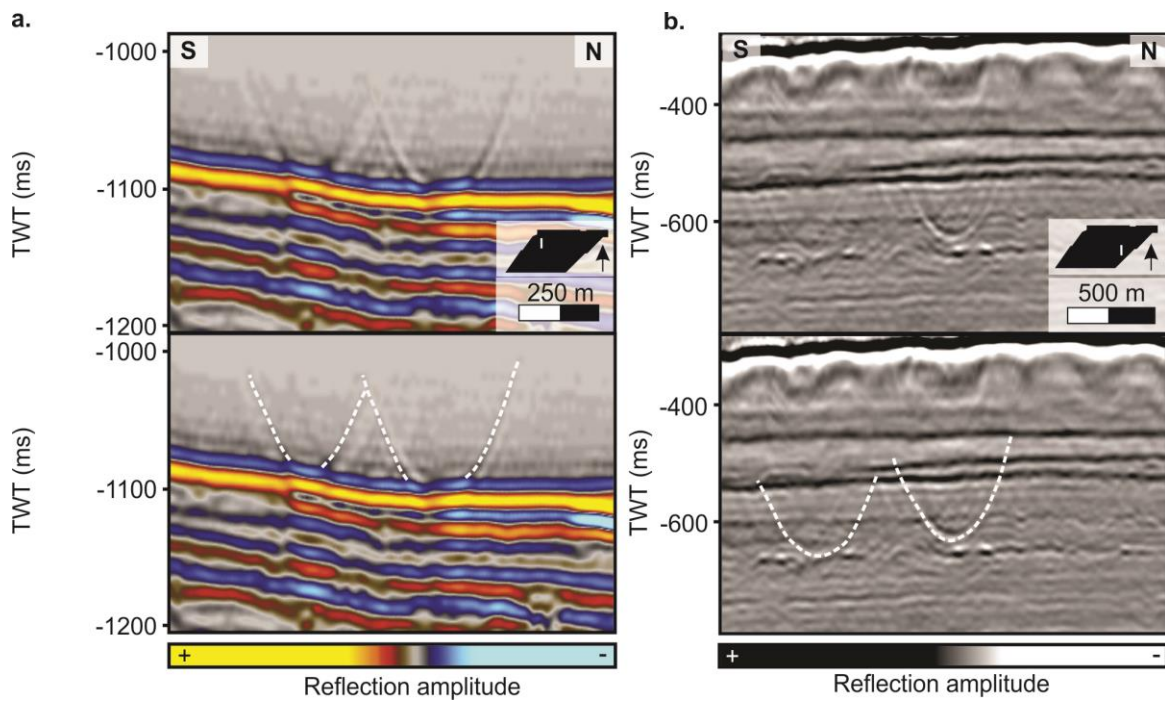 a.
S N
-1000
-1100
-1200
TWT (ms)
250 m
-1000
-1100
-1200
TWT (ms)
+ -
Reflection amplitude
b.
S N
-400
-600
TWT (ms)
500 m
-400
-600
TWT (ms)
+ -
Reflection amplitude